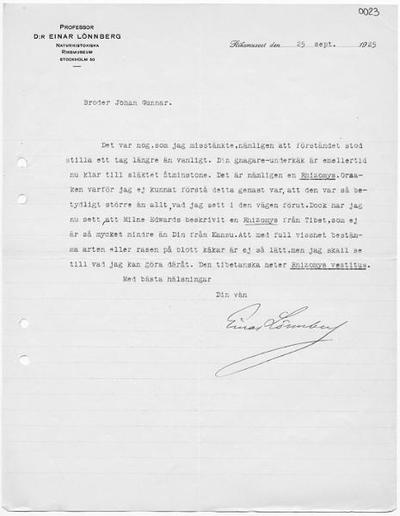 0023
PROFESSOR
D:R EINAR LÖNNBERG
NATURHISTORISKA
RIKSMUSEUM
STOCKHOLM 50
Riksmuseet den 25 sept. 1925
Broder Johan Gunnar.
Det var nog,som jag misstänkte,nämligen att förståndet stod
stilla ett tag längre än vanligt. Din gnagare-underkäk är emellertid
nu klar till släktet åtminstone. Det är nämligen en Rhizomys.Orsa-
ken varför jag ej kunnat förstå detta genast var,att den var så be-
tydligt större än allt,vad jag sett i den vägen förut.Dock har jag
nu sett,att Milne Edwards beskrivit en Rhizomys från Tibet,som ej
är så mycket mindre än Din från Kansu.Att med full visshet bestäm-
ma arten eller rasen på blott käkar är ej så lätt,men jag skall se
till vad jag kan göra däråt. Den tibetanska heter Rhizomys vestitus.
Med bästa hälsningar
Din vän
Einar Lönnberg